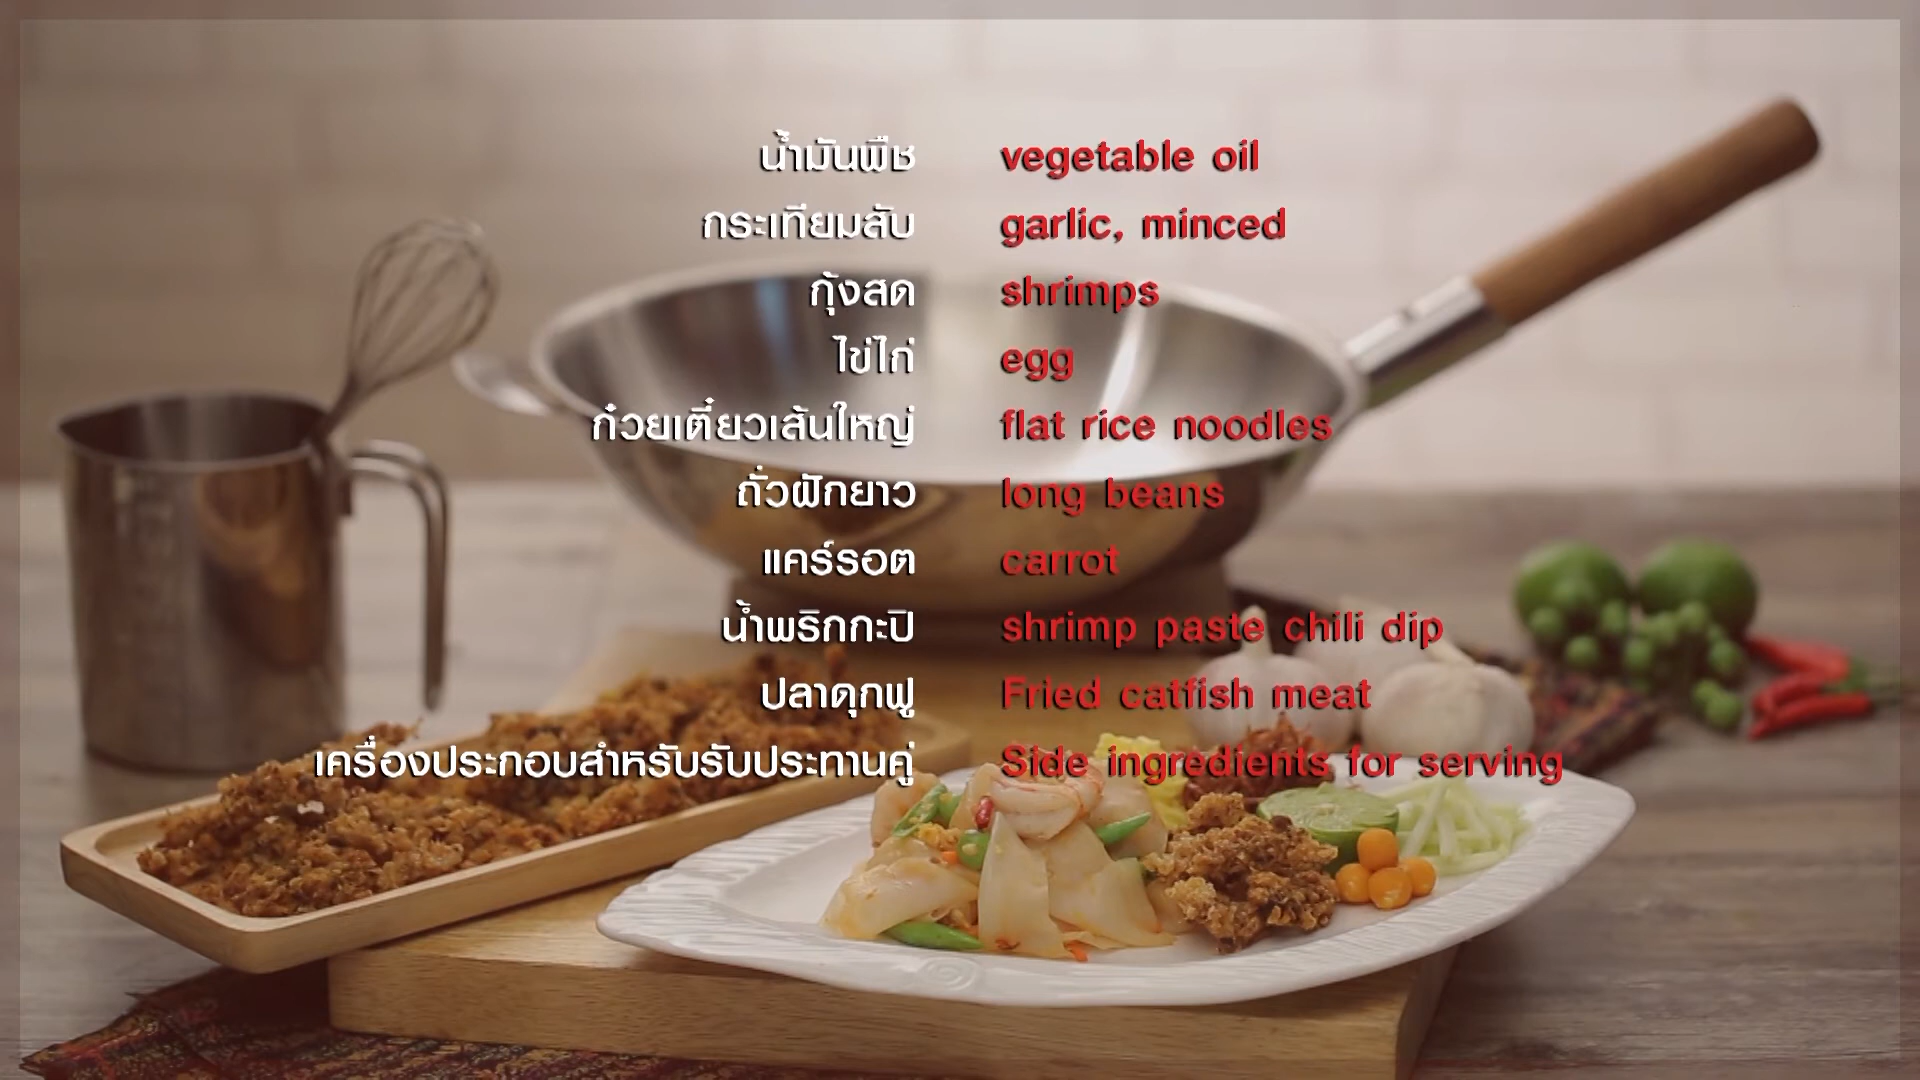 น้ำมันพืช vegetable oil
กระเทียมสับ garlic, minced
กุ้งสด shrimps
ไข่ไก่ egg
ก๋วยเตี๋ยวเส้นใหญ่ flat rice noodles
ถั่วฝักยาว long beans
แคร์รอต carrot
น้ำพริกกะปิ shrimp paste chili dip
ปลาดุกฟู Fried catfish meat
เครื่องประกอบสำหรับรับประทานคู่ Side ingredients for serving